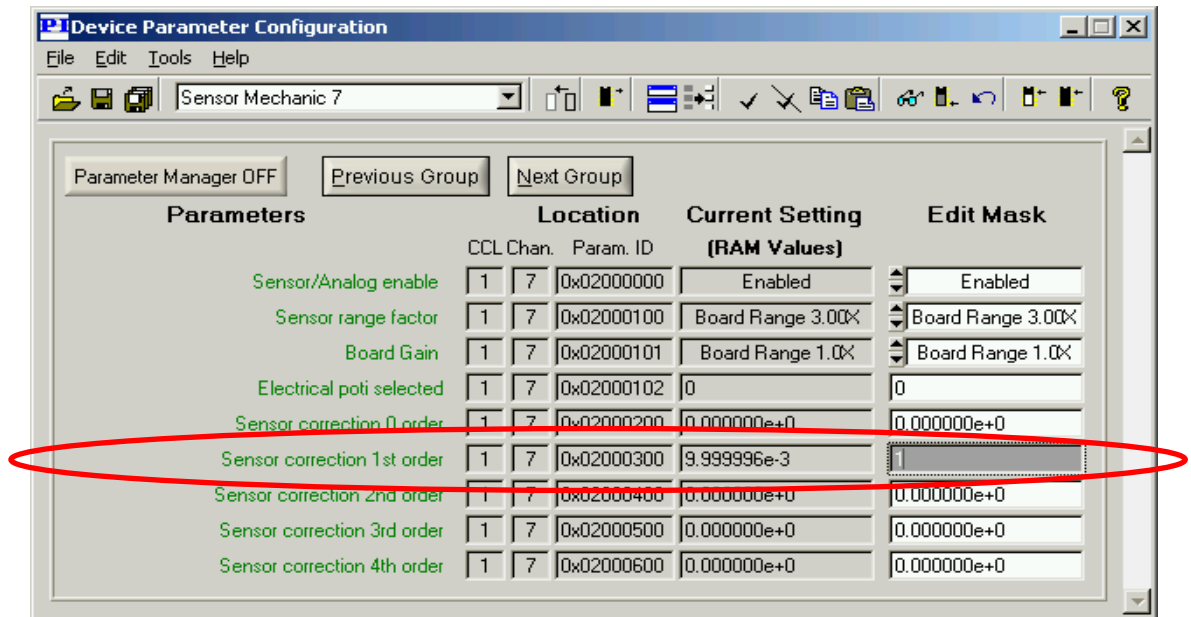 PI Device Parameter Configuration
File Edit Tools Help
Sensor Mechanic 7
Parameter Manager OFF Previous Group Next Group
Parameters Location Current Setting Edit Mask
CCL Chan. Param. ID (RAM Values)
Sensor/Analog enable 1 7 0x02000000 Enabled Enabled
Sensor range factor 1 7 0x02000100 Board Range 3.00X Board Range 3.00X
Board Gain 1 7 0x02000101 Board Range 1.0X Board Range 1.0X
Electrical poti selected 1 7 0x02000102 0 0
Sensor correction 0 order 1 7 0x02000200 0.000000e+0 0.000000e+0
Sensor correction 1st order 1 7 0x02000300 9.999996e-3 1
Sensor correction 2nd order 1 7 0x02000400 0.000000e+0 0.000000e+0
Sensor correction 3rd order 1 7 0x02000500 0.000000e+0 0.000000e+0
Sensor correction 4th order 1 7 0x02000600 0.000000e+0 0.000000e+0